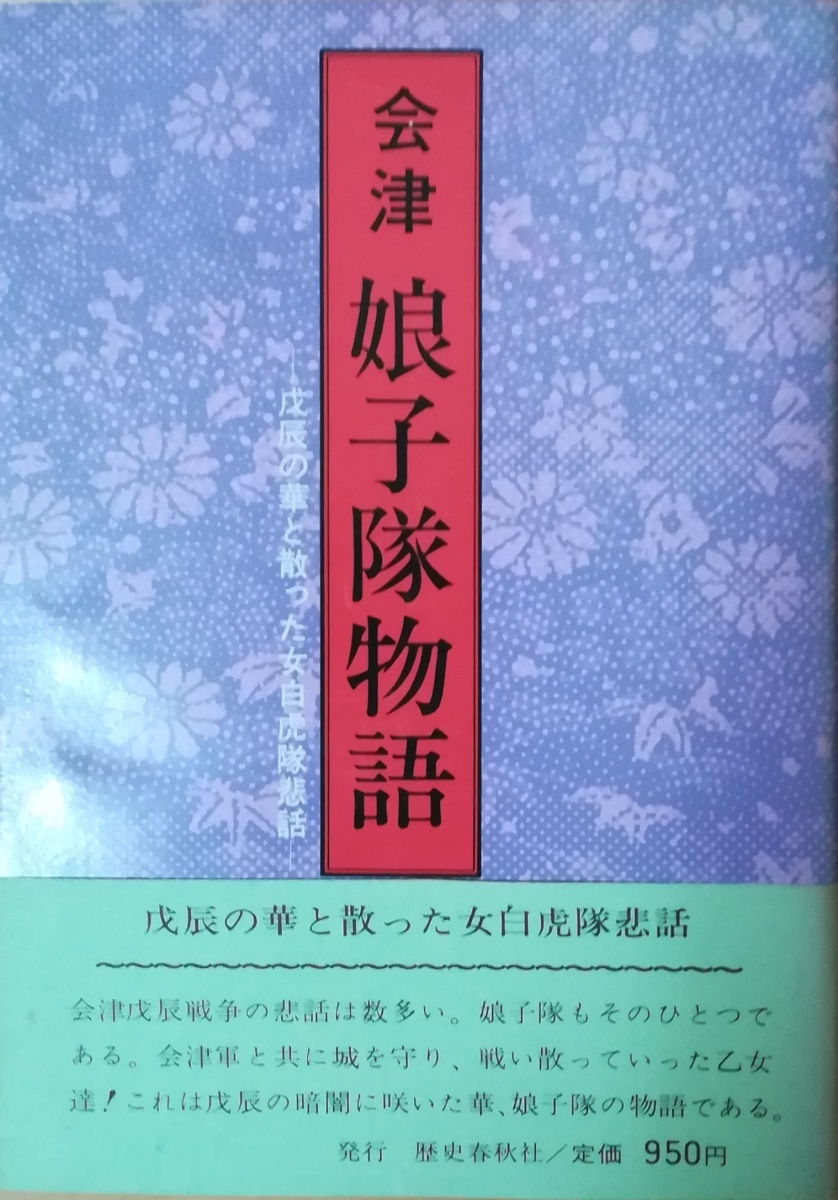 会津 娘子隊物語
―戊辰の華と散った女白虎隊悲話―
戊辰の華と散った女白虎隊悲話
会津戊辰戦争の悲話は数多い。娘子隊もそのひとつで
ある。会津軍と共に城を守り、戦い散っていった乙女
達!これは戊辰の暗闇に咲いた華、娘子隊の物語である。
発行 歴史春秋社/定価 950円